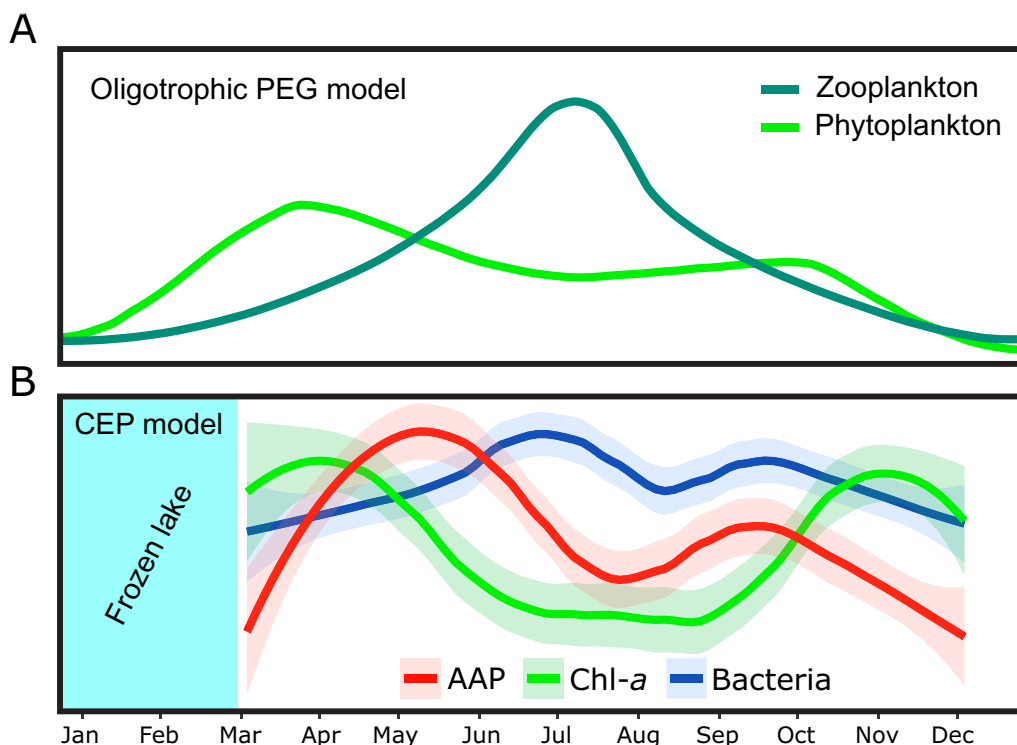 A
Oligotrophic PEG model
Zooplankton
Phytoplankton
B
CEP model
Frozen lake
AAP
Chl-a
Bacteria
Jan Feb Mar Apr May Jun Jul Aug Sep Oct Nov Dec